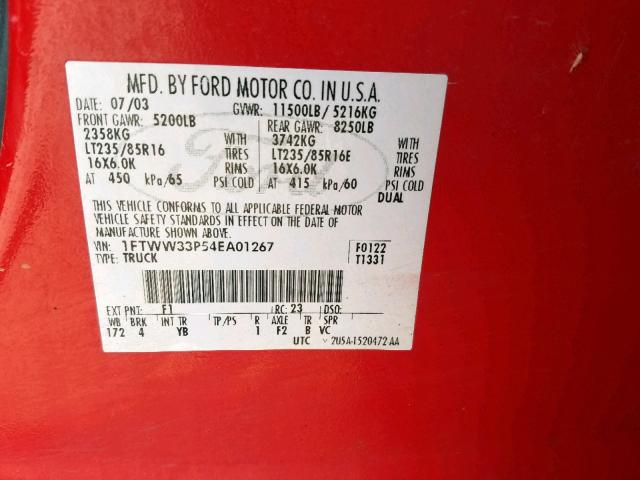 MFD. BY FORD MOTOR CO. IN U.S.A.
DATE: 07/03 GVWR: 11500LB / 5216KG
FRONT GAWR: 5200LB REAR GAWR: 8250LB
2358KG WITH 3742KG WITH
LT235/85R16 TIRES LT235/85R16E TIRES
16X6.0K RIMS 16X6.0K RIMS
AT 450 kPa/65 PSI COLD AT 415 kPa/60 PSI COLD
DUAL
THIS VEHICLE CONFORMS TO ALL APPLICABLE FEDERAL MOTOR
VEHICLE SAFETY STANDARDS IN EFFECT ON THE DATE OF
MANUFACTURE SHOWN ABOVE.
VIN: 1FTWW33P54EA01267 F0122
TYPE: TRUCK T1331
EXT PNT: F1 RC: 23 DSO:
WB BRK INT TR TP/PS R AXLE TR SPR
172 4 YB 1 F2 B VC
UTC 2U5A-1520472-AA
Ford